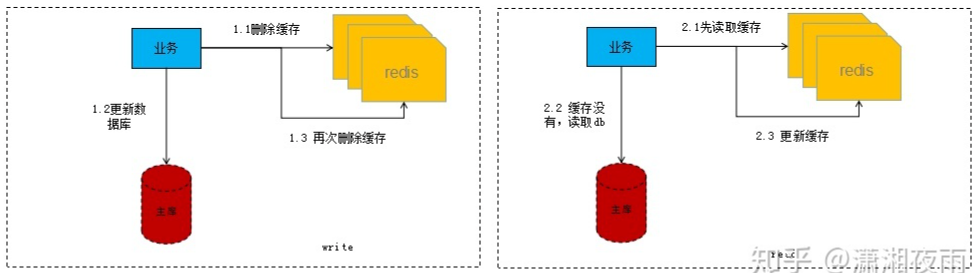 1.1删除缓存
业务
redis
1.2更新数
据库
1.3 再次删除缓存
主库
write
2.1先读取缓存
业务
redis
2.2 缓存没
有，读取db
2.3 更新缓存
主库
知乎 @潇湘夜雨